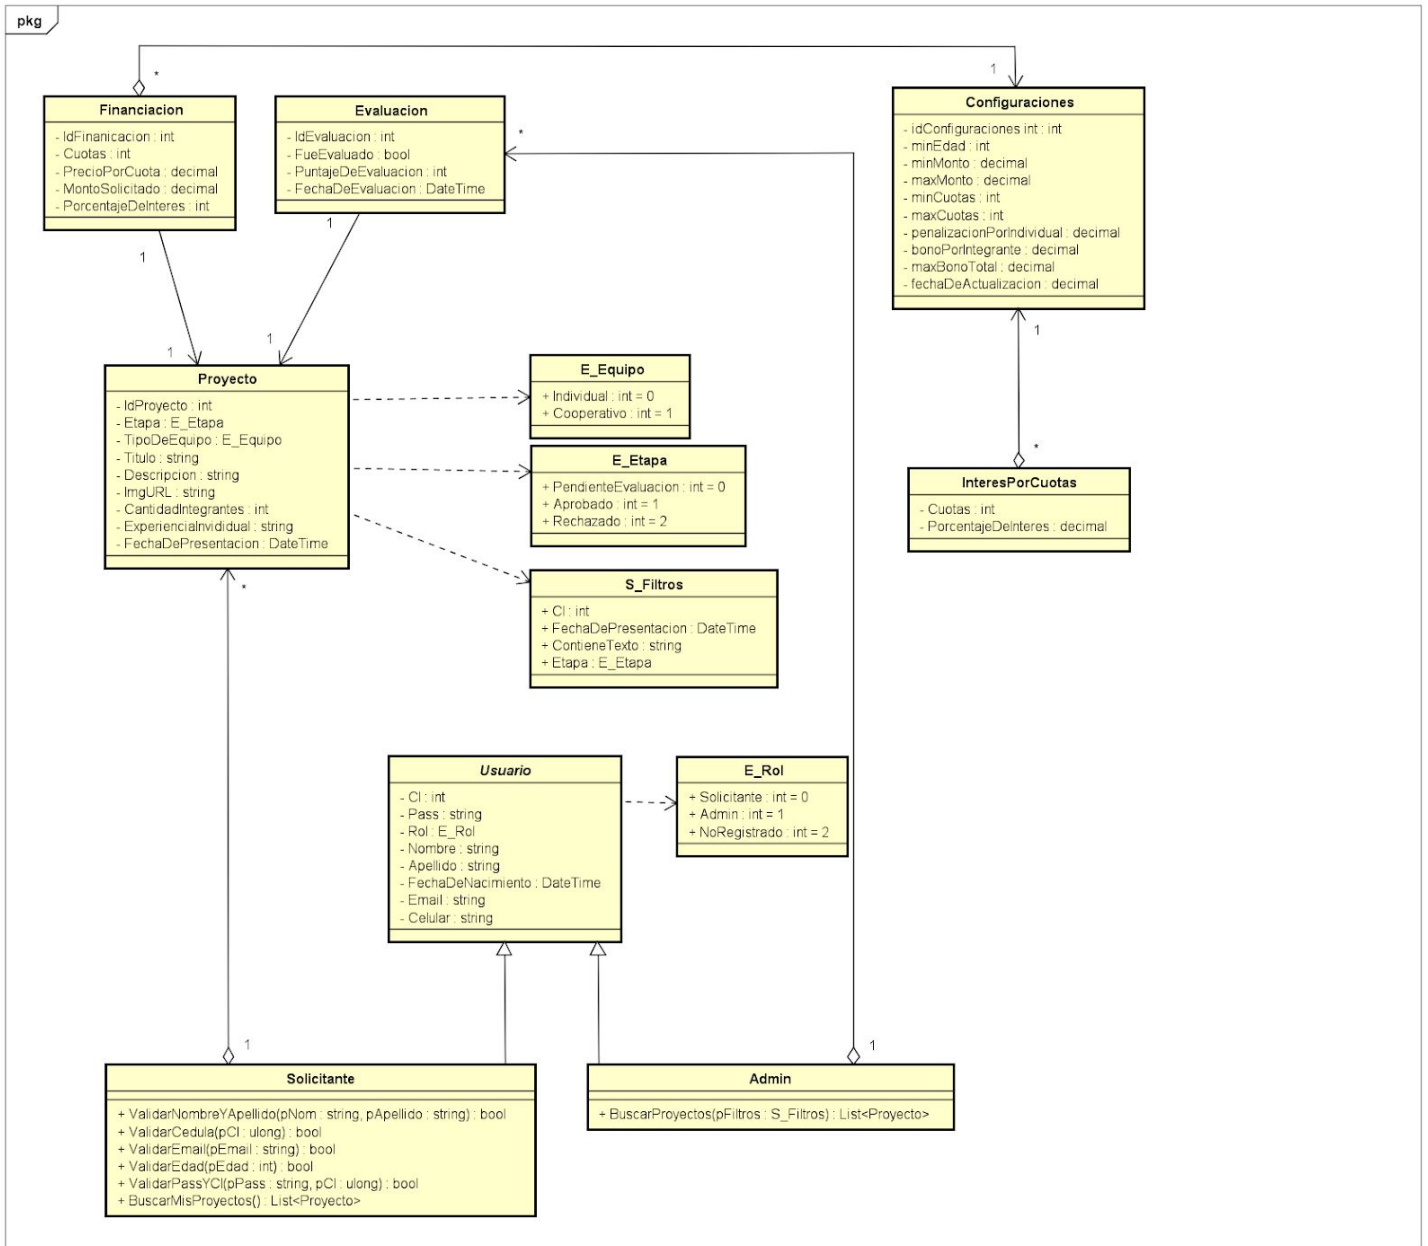 pkg
*
1
Financiacion
- IdFinanicacion : int
- Cuotas : int
- PrecioPorCuota : decimal
- MontoSolicitado : decimal
- PorcentajeDeInteres : int
Evaluacion
- IdEvaluacion : int
- FueEvaluado : bool
- PuntajeDeEvaluacion : int
- FechaDeEvaluacion : DateTime
*
Configuraciones
- idConfiguraciones int : int
- minEdad : int
- minMonto : decimal
- maxMonto : decimal
- minCuotas : int
- maxCuotas : int
- penalizacionPorIndividual : decimal
- bonoPorIntegrante : decimal
- maxBonoTotal : decimal
- fechaDeActualizacion : decimal
1
1
1
1
1
Proyecto
- IdProyecto : int
- Etapa : E_Etapa
- TipoDeEquipo : E_Equipo
- Titulo : string
- Descripcion : string
- ImgURL : string
- CantidadIntegrantes : int
- ExperienciaInvididual : string
- FechaDePresentacion : DateTime
*
E_Equipo
+ Individual : int = 0
+ Cooperativo : int = 1
E_Etapa
+ PendienteEvaluacion : int = 0
+ Aprobado : int = 1
+ Rechazado : int = 2
*
InteresPorCuotas
- Cuotas : int
- PorcentajeDeInteres : decimal
S_Filtros
+ CI : int
+ FechaDePresentacion : DateTime
+ ContieneTexto : string
+ Etapa : E_Etapa
Usuario
- CI : int
- Pass : string
- Rol : E_Rol
- Nombre : string
- Apellido : string
- FechaDeNacimiento : DateTime
- Email : string
- Celular : string
E_Rol
+ Solicitante : int = 0
+ Admin : int = 1
+ NoRegistrado : int = 2
1
1
Solicitante
+ ValidarNombreYApellido(pNom : string, pApellido : string) : bool
+ ValidarCedula(pCI : ulong) : bool
+ ValidarEmail(pEmail : string) : bool
+ ValidarEdad(pEdad : int) : bool
+ ValidarPassYCI(pPass : string, pCI : ulong) : bool
+ BuscarMisProyectos() : List<Proyecto>
Admin
+ BuscarProyectos(pFiltros : S_Filtros) : List<Proyecto>